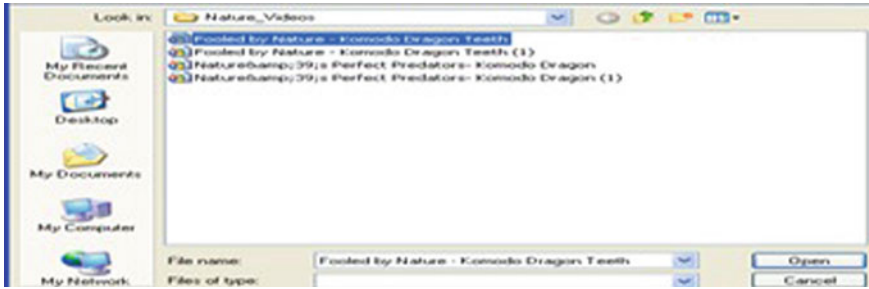 Look in: Nature_Videos
Fooled by Nature - Komodo Dragon Teeth
Fooled by Nature - Komodo Dragon Teeth (1)
Nature&amp;39;s Perfect Predators- Komodo Dragon
Nature&amp;39;s Perfect Predators- Komodo Dragon (1)
My Recent
Documents
Desktop
My Documents
My Computer
My Network
File name: Fooled by Nature - Komodo Dragon Teeth Open
Files of type: Cancel